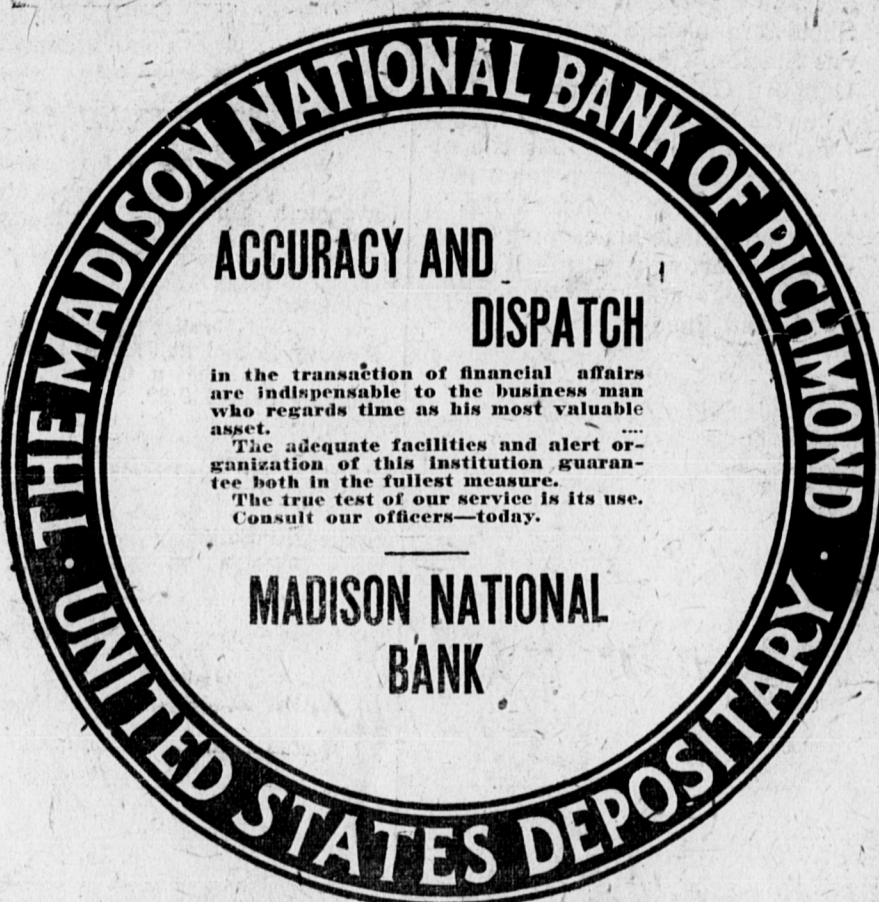 THE MADISON NATIONAL BANK OF RICHMOND
ACCURACY AND
DISPATCH
in the transaction of financial affairs
are indispensable to the business man
who regards time as his most valuable
asset. ....
The adequate facilities and alert or-
ganization of this institution guaran-
tee both in the fullest measure.
The true test of our service is its use.
Consult our officers—today.
MADISON NATIONAL
BANK
· UNITED STATES DEPOSITARY ·